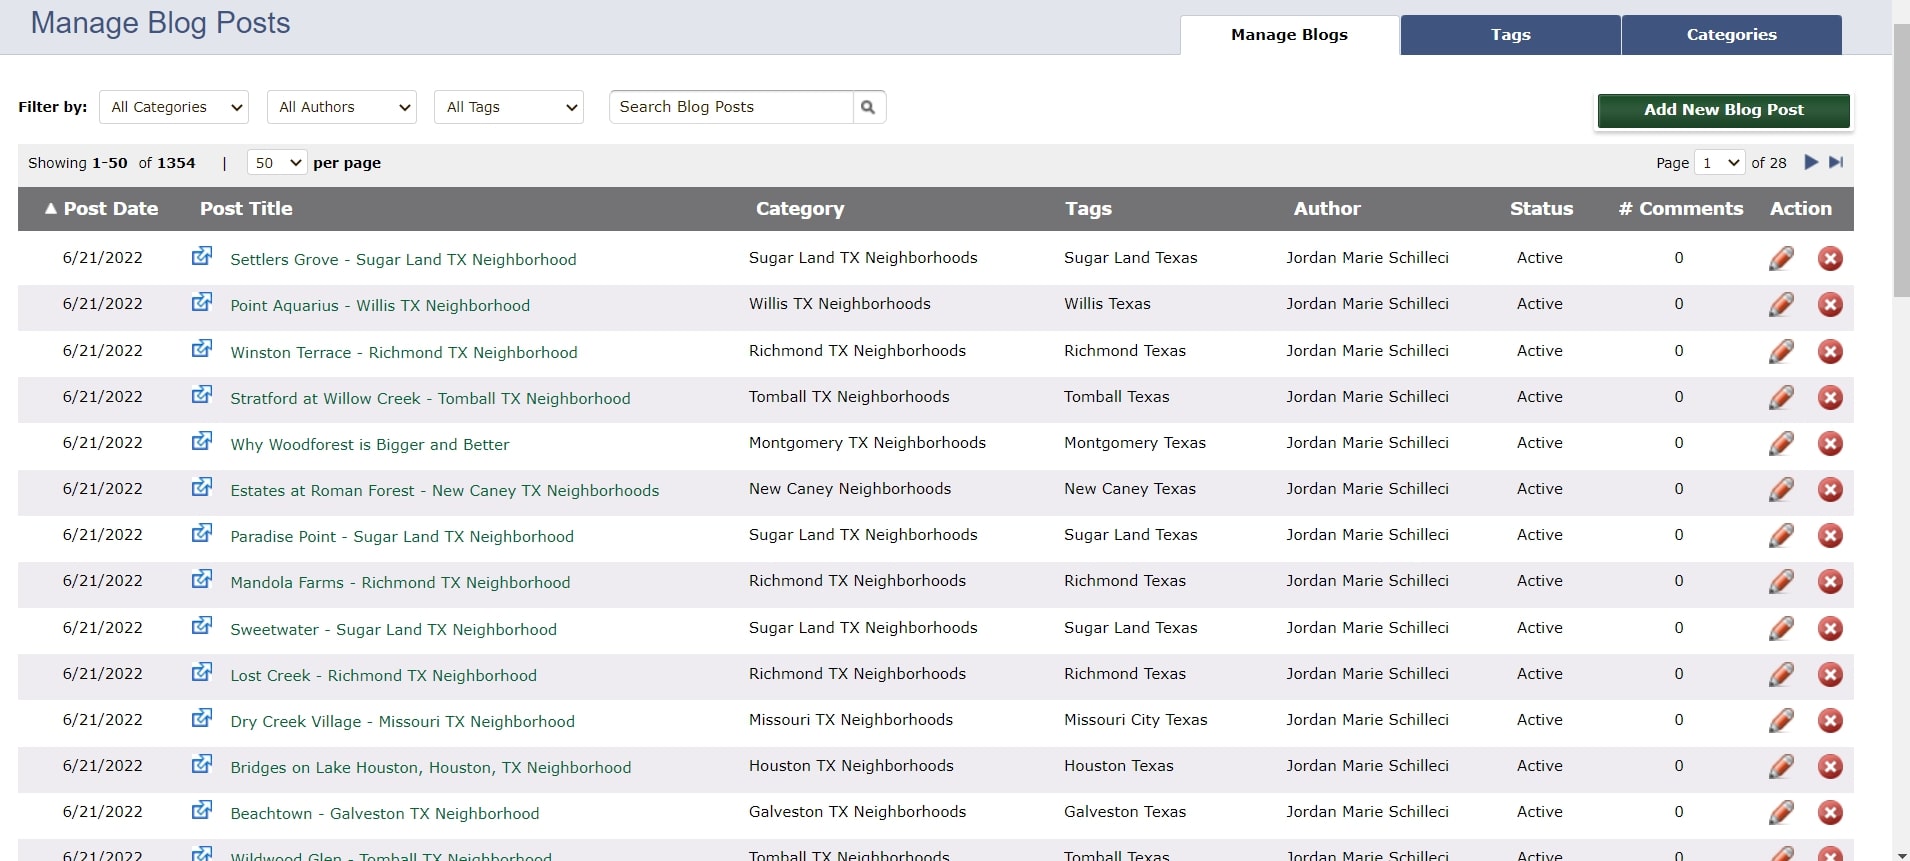 Manage Blog Posts
Manage Blogs Tags Categories
Filter by: All Categories All Authors All Tags Search Blog Posts Add New Blog Post
Showing 1-50 of 1354 | 50 per page Page 1 of 28
Post Date Post Title Category Tags Author Status # Comments Action
6/21/2022 Settlers Grove - Sugar Land TX Neighborhood Sugar Land TX Neighborhoods Sugar Land Texas Jordan Marie Schilleci Active 0
6/21/2022 Point Aquarius - Willis TX Neighborhood Willis TX Neighborhoods Willis Texas Jordan Marie Schilleci Active 0
6/21/2022 Winston Terrace - Richmond TX Neighborhood Richmond TX Neighborhoods Richmond Texas Jordan Marie Schilleci Active 0
6/21/2022 Stratford at Willow Creek - Tomball TX Neighborhood Tomball TX Neighborhoods Tomball Texas Jordan Marie Schilleci Active 0
6/21/2022 Why Woodforest is Bigger and Better Montgomery TX Neighborhoods Montgomery Texas Jordan Marie Schilleci Active 0
6/21/2022 Estates at Roman Forest - New Caney TX Neighborhoods New Caney Neighborhoods New Caney Texas Jordan Marie Schilleci Active 0
6/21/2022 Paradise Point - Sugar Land TX Neighborhood Sugar Land TX Neighborhoods Sugar Land Texas Jordan Marie Schilleci Active 0
6/21/2022 Mandola Farms - Richmond TX Neighborhood Richmond TX Neighborhoods Richmond Texas Jordan Marie Schilleci Active 0
6/21/2022 Sweetwater - Sugar Land TX Neighborhood Sugar Land TX Neighborhoods Sugar Land Texas Jordan Marie Schilleci Active 0
6/21/2022 Lost Creek - Richmond TX Neighborhood Richmond TX Neighborhoods Richmond Texas Jordan Marie Schilleci Active 0
6/21/2022 Dry Creek Village - Missouri TX Neighborhood Missouri TX Neighborhoods Missouri City Texas Jordan Marie Schilleci Active 0
6/21/2022 Bridges on Lake Houston, Houston, TX Neighborhood Houston TX Neighborhoods Houston Texas Jordan Marie Schilleci Active 0
6/21/2022 Beachtown - Galveston TX Neighborhood Galveston TX Neighborhoods Galveston Texas Jordan Marie Schilleci Active 0
6/21/2022 Wildwood Glen - Tomball TX Neighborhood Tomball TX Neighborhoods Tomball Texas Jordan Marie Schilleci Active 0